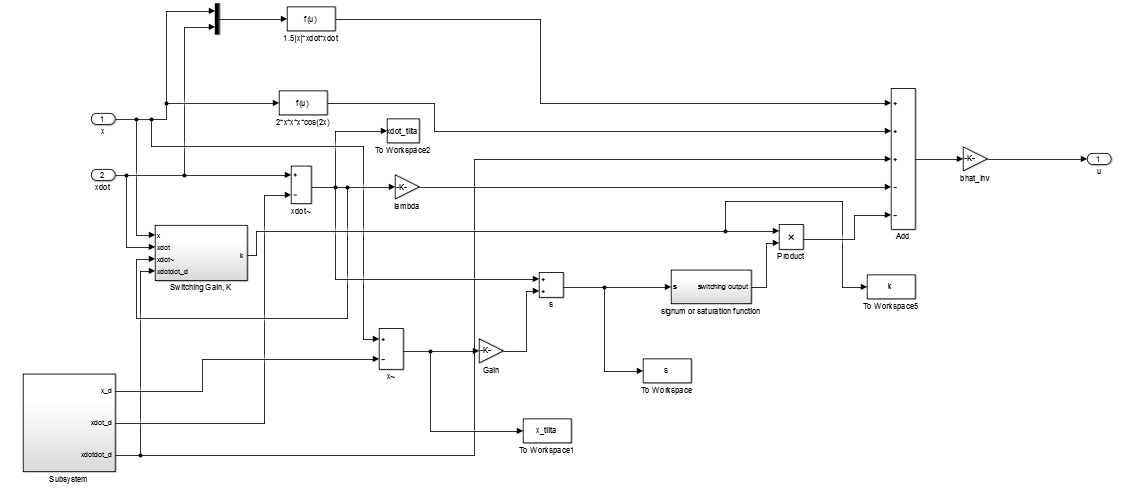 f(u)
1.5|x|*xdot*xdot
1
x
f(u)
2*x*x*x*cos(2x)
xdot_tilta
To Workspace2
2
xdot
+
-
xdot~
-K-
lambda
+
+
+
-
-
Add
-K-
bhat_inv
1
u
x
xdot
xdot~
xdotdot_d
k
Switching Gain, K
×
Product
+
+
s
s
switching output
signum or saturation function
k
To Workspace5
+
-
x~
-K-
Gain
s
To Workspace
x_d
xdot_d
xdotdot_d
Subsystem
x_tilta
To Workspace1